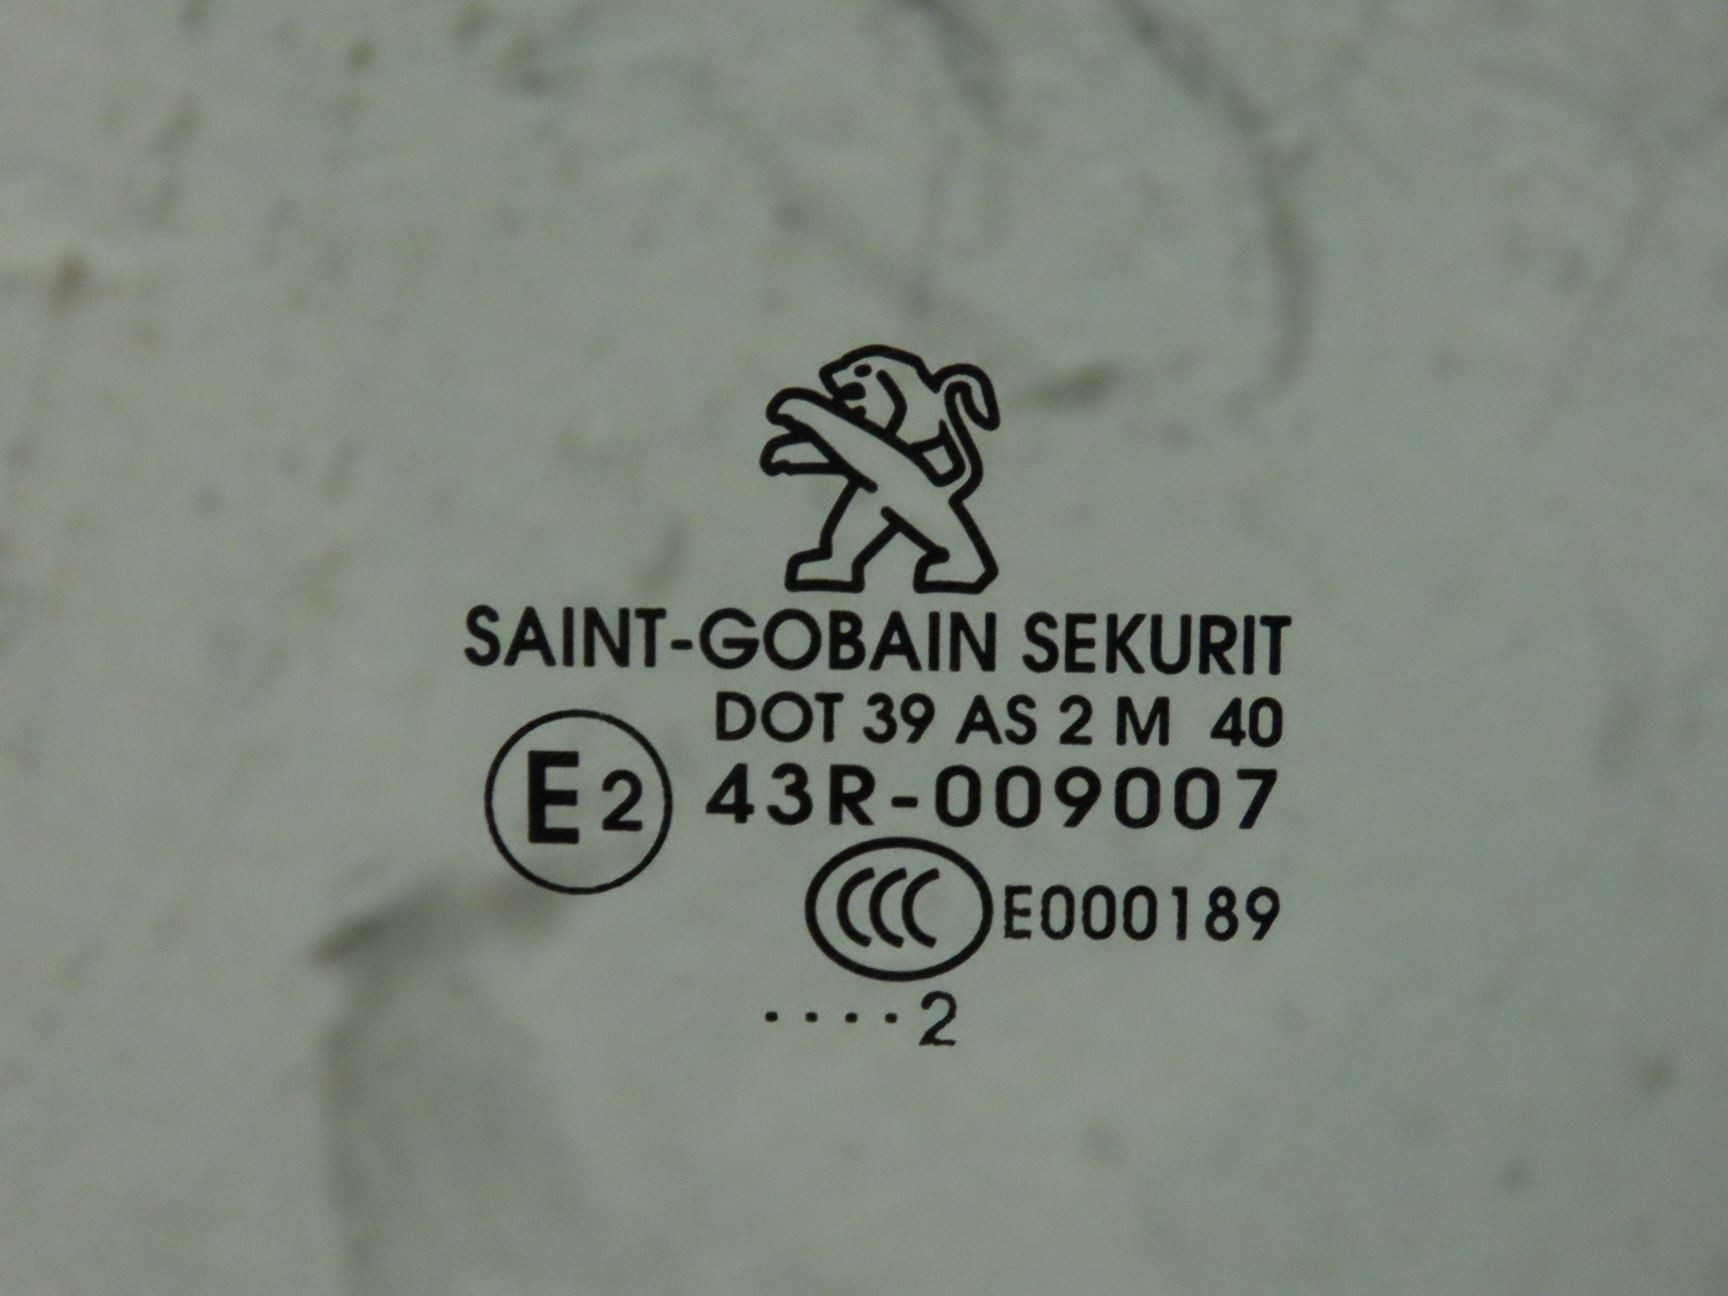 SAINT-GOBAIN SEKURIT
DOT 39 AS 2 M 40
E2 43R-009007
CCC E000189
....2